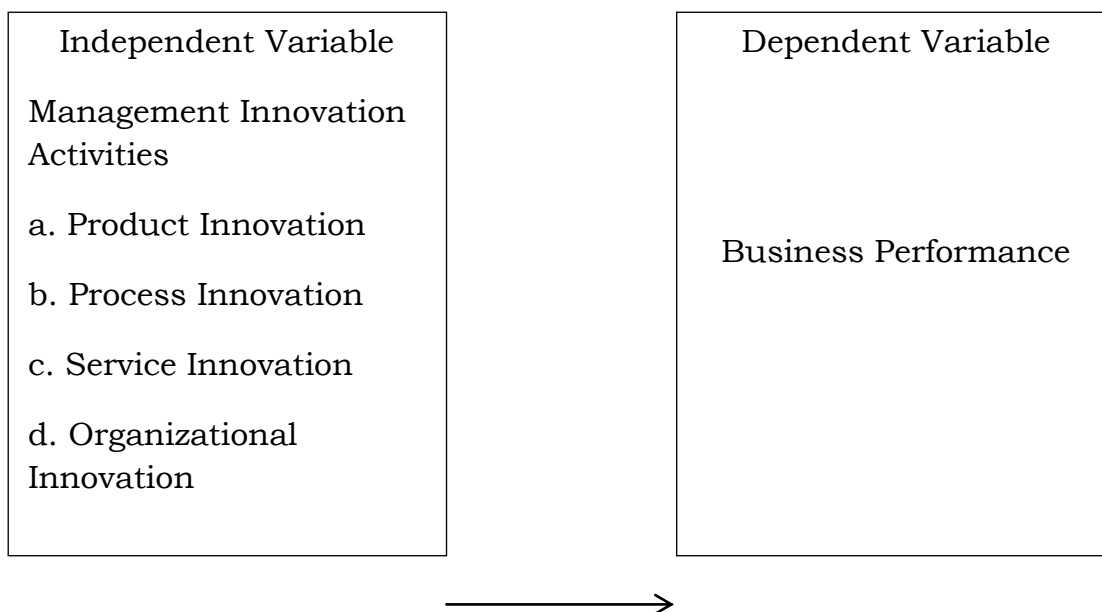 Independent Variable
Management Innovation
Activities
a. Product Innovation
b. Process Innovation
c. Service Innovation
d. Organizational
Innovation
Dependent Variable
Business Performance